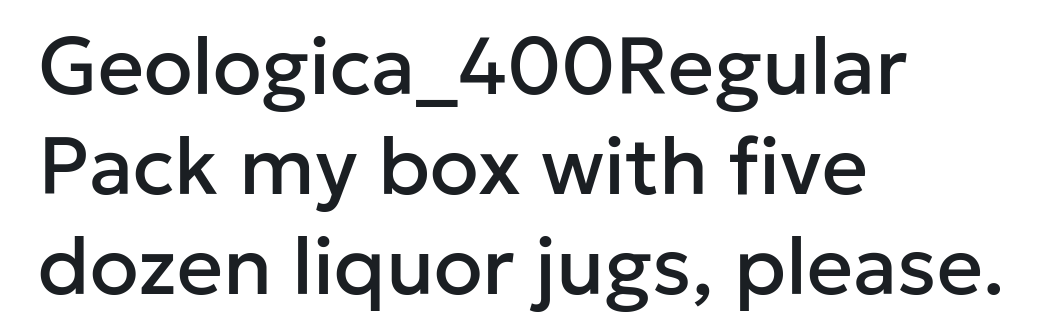 Geologica_400Regular
Pack my box with five
dozen liquor jugs, please.